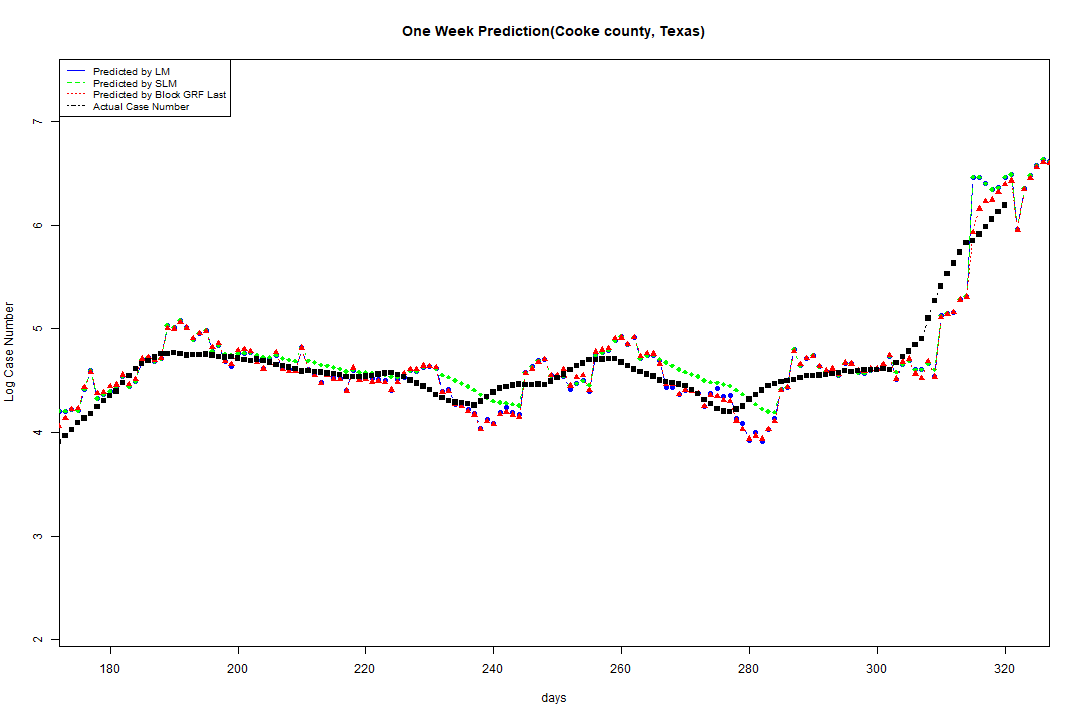 One Week Prediction(Cooke county, Texas)
Predicted by LM
Predicted by SLM
Predicted by Block GRF Last
Actual Case Number
7
6
5
4
3
2
Log Case Number
180 200 220 240 260 280 300 320
days